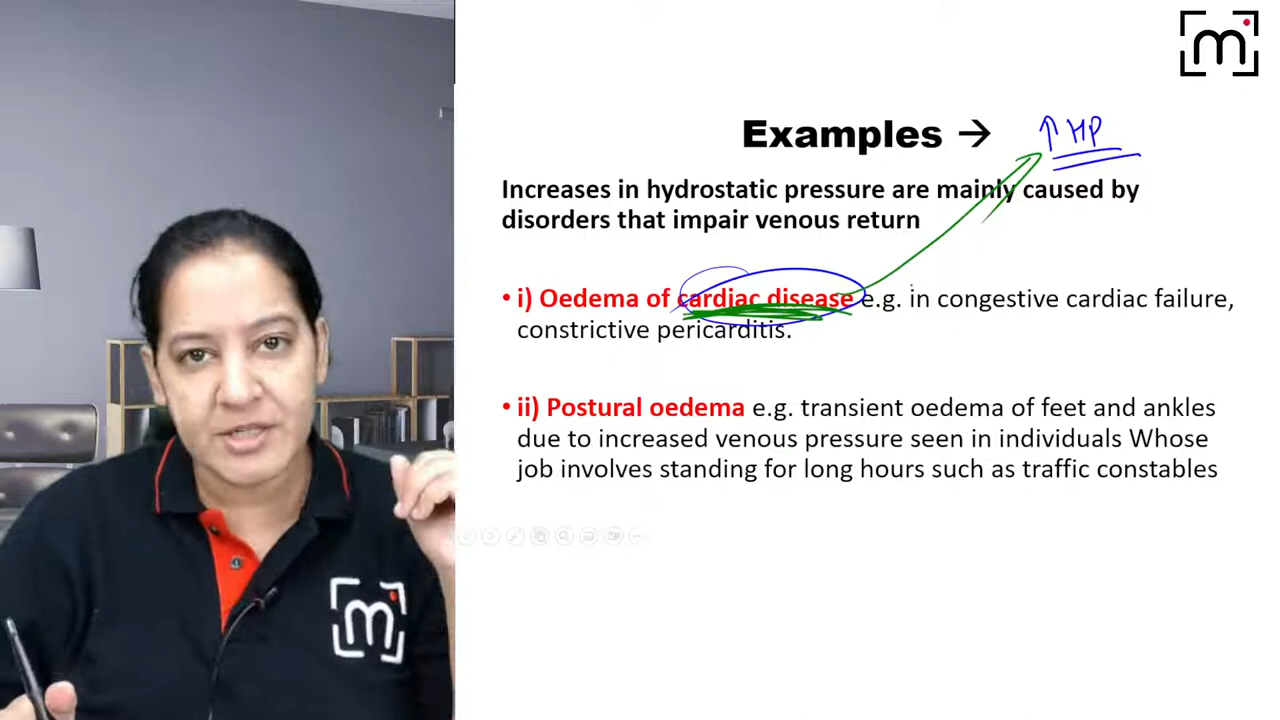 m
Examples →
↑ HP
Increases in hydrostatic pressure are mainly caused by
disorders that impair venous return
• i) Oedema of cardiac disease e.g. in congestive cardiac failure,
constrictive pericarditis.
• ii) Postural oedema e.g. transient oedema of feet and ankles
due to increased venous pressure seen in individuals Whose
job involves standing for long hours such as traffic constables
m